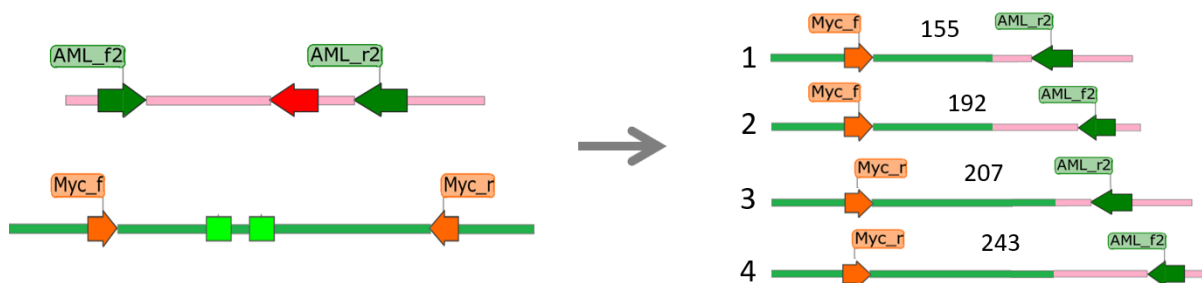 AML_f2
AML_r2
Myc_f
Myc_r
1
Myc_f
155
AML_r2
2
Myc_f
192
AML_f2
3
Myc_r
207
AML_r2
4
Myc_r
243
AML_f2